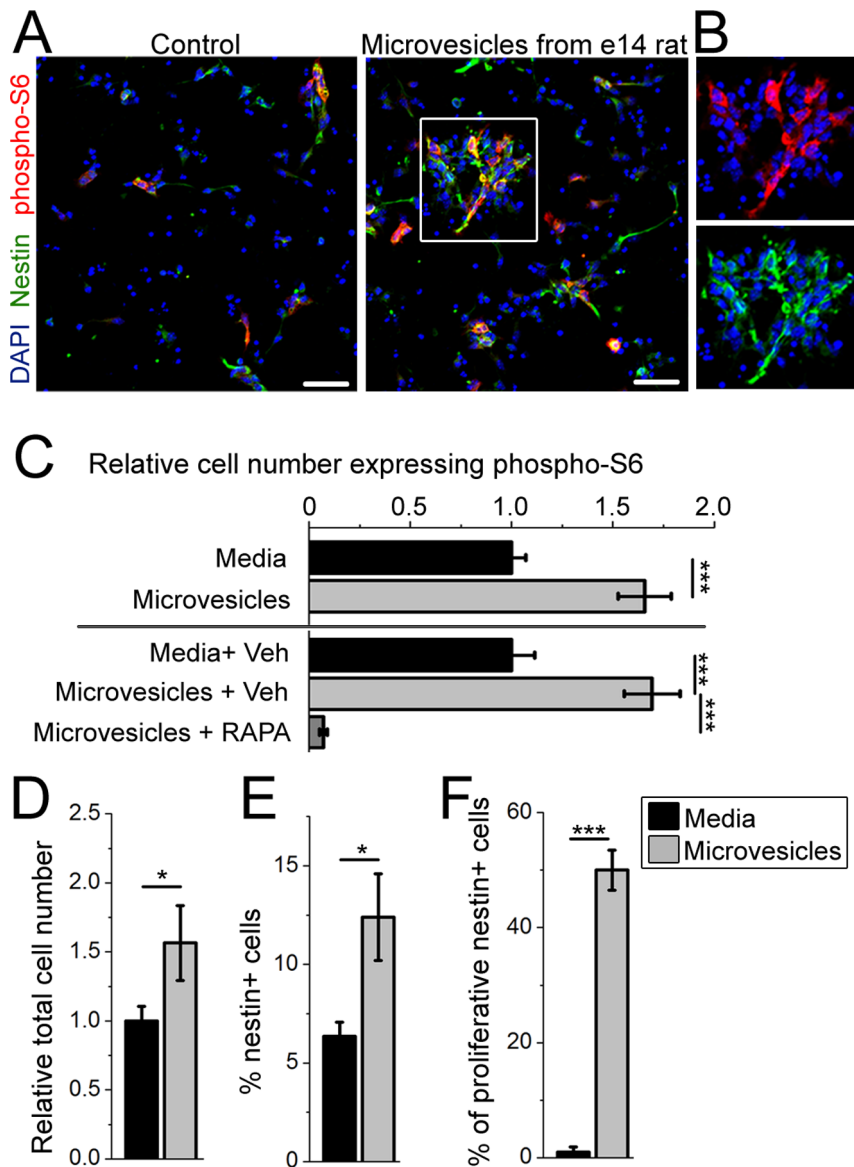 A
Control
Microvesicles from e14 rat
B
DAPI Nestin phospho-S6
C
Relative cell number expressing phospho-S6
0 0.5 1.0 1.5 2.0
Media
Microvesicles
***
Media+ Veh
Microvesicles + Veh
Microvesicles + RAPA
***
***
D
Relative total cell number
2.5
2.0
1.5
1.0
0.5
0.0
*
E
% nestin+ cells
15
10
5
0
*
F
% of proliferative nestin+ cells
60
40
20
0
***
Media
Microvesicles